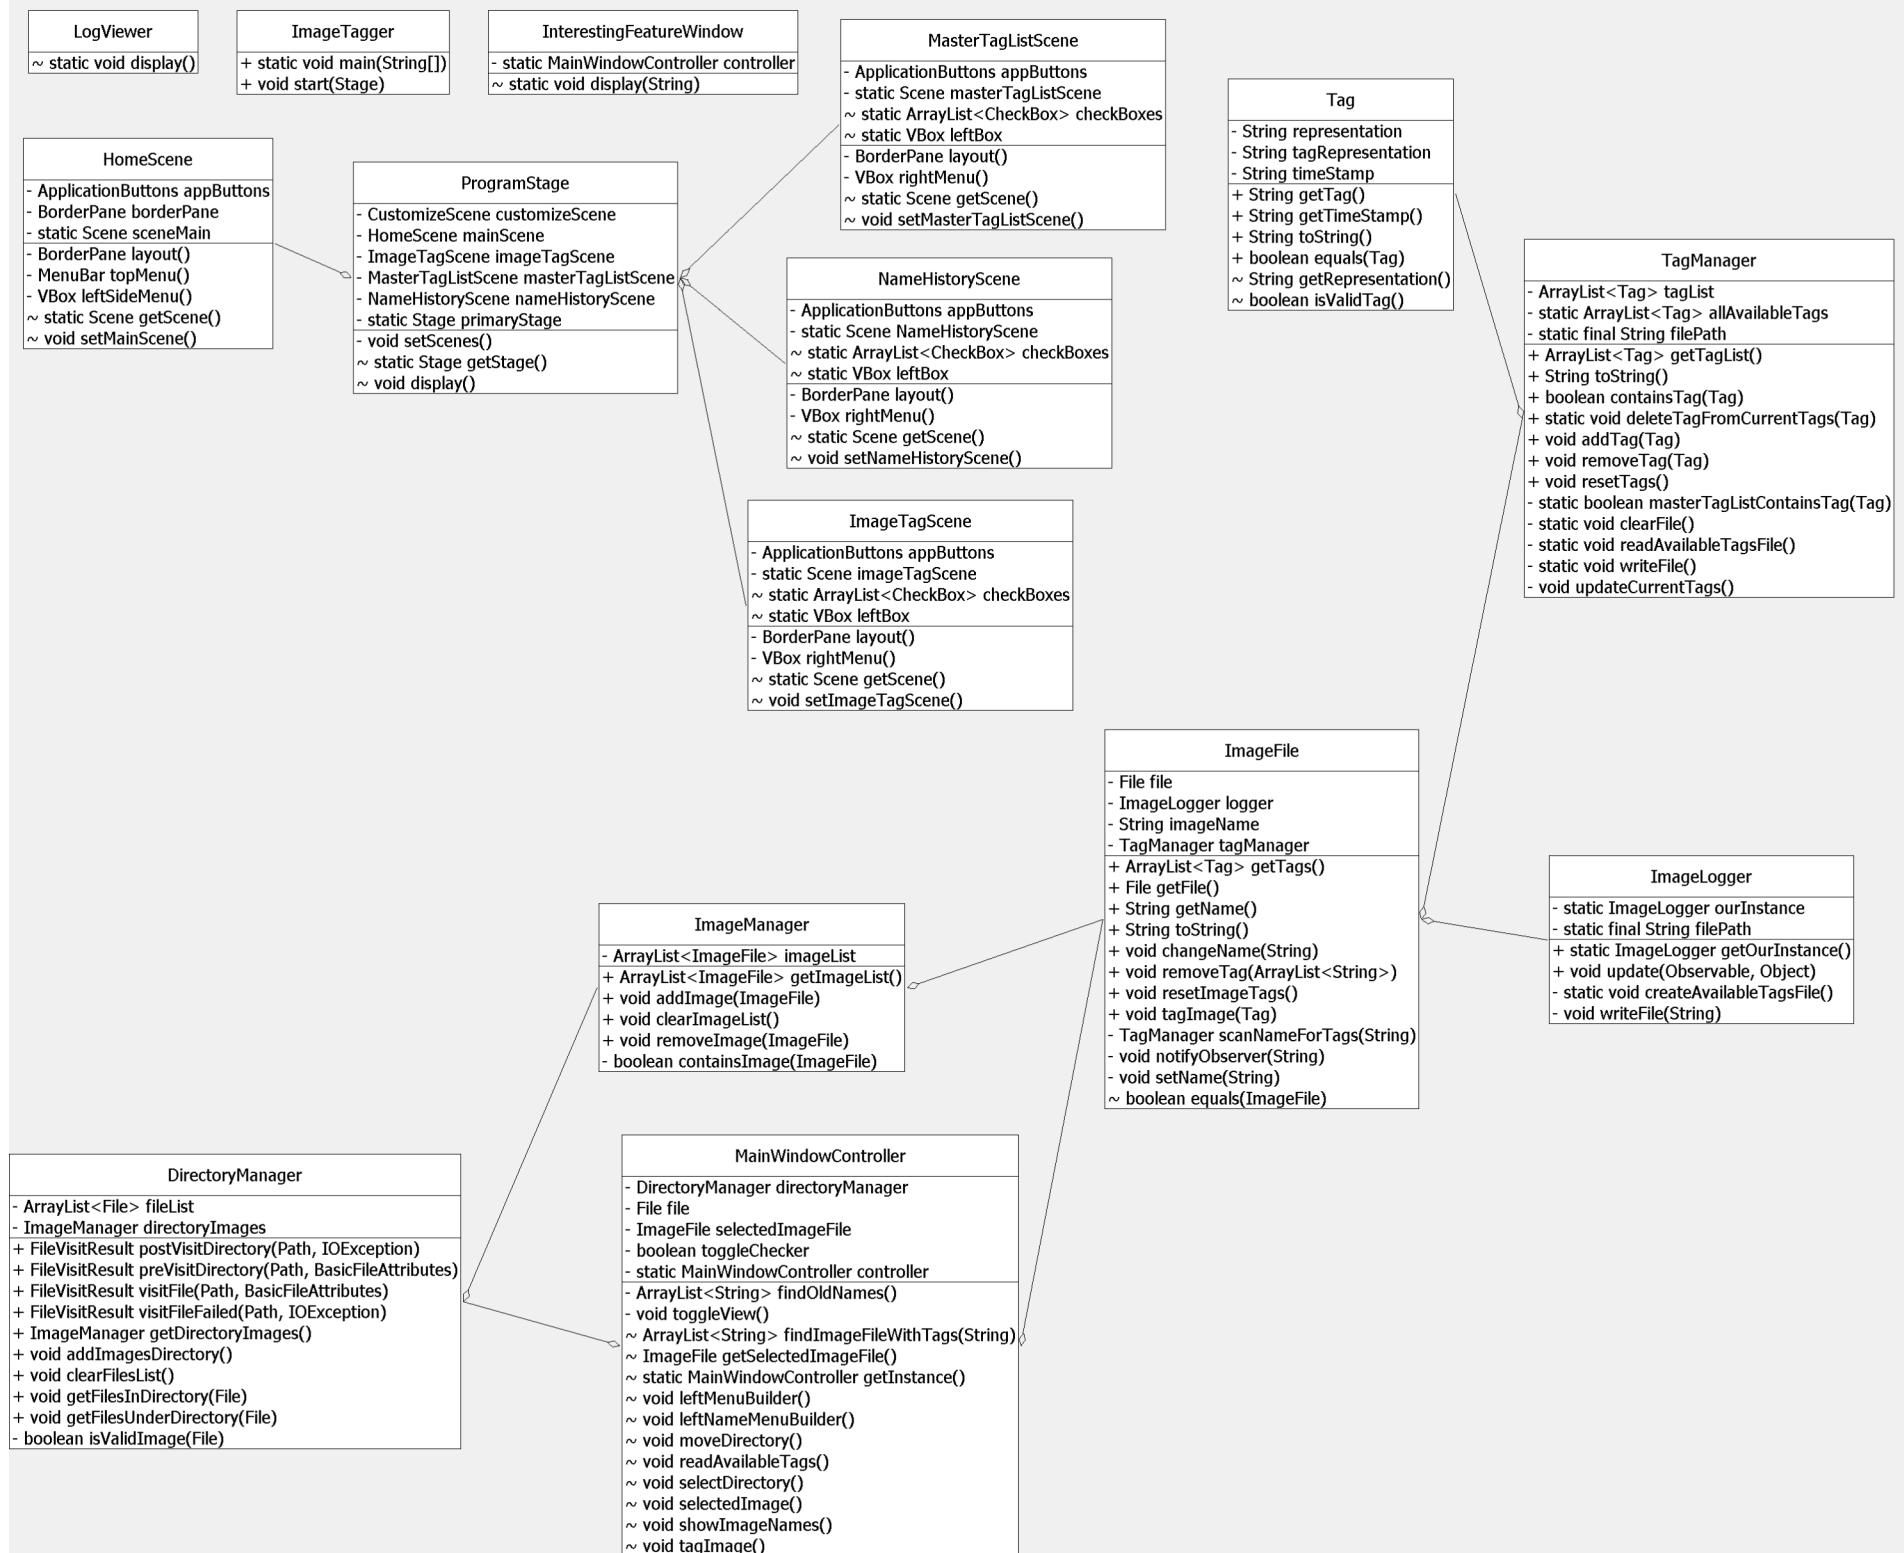 LogViewer
~ static void display()
ImageTagger
+ static void main(String[])
+ void start(Stage)
InterestingFeatureWindow
- static MainWindowController controller
~ static void display(String)
MasterTagListScene
- ApplicationButtons appButtons
- static Scene masterTagListScene
~ static ArrayList<CheckBox> checkBoxes
~ static VBox leftBox
- BorderPane layout()
- VBox rightMenu()
~ static Scene getScene()
~ void setMasterTagListScene()
Tag
- String representation
- String tagRepresentation
- String timeStamp
+ String getTag()
+ String getTimeStamp()
+ String toString()
+ boolean equals(Tag)
~ String getRepresentation()
~ boolean isValidTag()
HomeScene
- ApplicationButtons appButtons
- BorderPane borderPane
- static Scene sceneMain
- BorderPane layout()
- MenuBar topMenu()
- VBox leftSideMenu()
~ static Scene getScene()
~ void setMainScene()
ProgramStage
- CustomizeScene customizeScene
- HomeScene mainScene
- ImageTagScene imageTagScene
- MasterTagListScene masterTagListScene
- NameHistoryScene nameHistoryScene
- static Stage primaryStage
- void setScenes()
~ static Stage getStage()
~ void display()
NameHistoryScene
- ApplicationButtons appButtons
- static Scene NameHistoryScene
~ static ArrayList<CheckBox> checkBoxes
~ static VBox leftBox
- BorderPane layout()
- VBox rightMenu()
~ static Scene getScene()
~ void setNameHistoryScene()
TagManager
- ArrayList<Tag> tagList
- static ArrayList<Tag> allAvailableTags
- static final String filePath
+ ArrayList<Tag> getTagList()
+ String toString()
+ boolean containsTag(Tag)
+ static void deleteTagFromCurrentTags(Tag)
+ void addTag(Tag)
+ void removeTag(Tag)
+ void resetTags()
- static boolean masterTagListContainsTag(Tag)
- static void clearFile()
- static void readAvailableTagsFile()
- static void writeFile()
- void updateCurrentTags()
ImageTagScene
- ApplicationButtons appButtons
- static Scene imageTagScene
~ static ArrayList<CheckBox> checkBoxes
~ static VBox leftBox
- BorderPane layout()
- VBox rightMenu()
~ static Scene getScene()
~ void setImageTagScene()
ImageFile
- File file
- ImageLogger logger
- String imageName
- TagManager tagManager
+ ArrayList<Tag> getTags()
+ File getFile()
+ String getName()
+ String toString()
+ void changeName(String)
+ void removeTag(ArrayList<String>)
+ void resetImageTags()
+ void tagImage(Tag)
- TagManager scanNameForTags(String)
- void notifyObserver(String)
- void setName(String)
~ boolean equals(ImageFile)
ImageLogger
- static ImageLogger ourInstance
- static final String filePath
+ static ImageLogger getOurInstance()
+ void update(Observable, Object)
- static void createAvailableTagsFile()
- void writeFile(String)
ImageManager
- ArrayList<ImageFile> imageList
+ ArrayList<ImageFile> getImageList()
+ void addImage(ImageFile)
+ void clearImageList()
+ void removeImage(ImageFile)
- boolean containsImage(ImageFile)
DirectoryManager
- ArrayList<File> fileList
- ImageManager directoryImages
+ FileVisitResult postVisitDirectory(Path, IOException)
+ FileVisitResult preVisitDirectory(Path, BasicFileAttributes)
+ FileVisitResult visitFile(Path, BasicFileAttributes)
+ FileVisitResult visitFileFailed(Path, IOException)
+ ImageManager getDirectoryImages()
+ void addImagesDirectory()
+ void clearFilesList()
+ void getFilesInDirectory(File)
+ void getFilesUnderDirectory(File)
- boolean isValidImage(File)
MainWindowController
- DirectoryManager directoryManager
- File file
- ImageFile selectedImageFile
- boolean toggleChecker
- static MainWindowController controller
- ArrayList<String> findOldNames()
- void toggleView()
~ ArrayList<String> findImageFileWithTags(String)
~ ImageFile getSelectedImageFile()
~ static MainWindowController getInstance()
~ void leftMenuBuilder()
~ void leftNameMenuBuilder()
~ void moveDirectory()
~ void readAvailableTags()
~ void selectDirectory()
~ void selectedImage()
~ void showImageNames()
~ void tagImage()